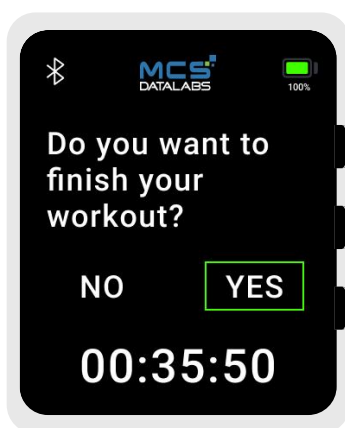 MCS
DATALABS
100%
Do you want to
finish your
workout?
NO YES
00:35:50